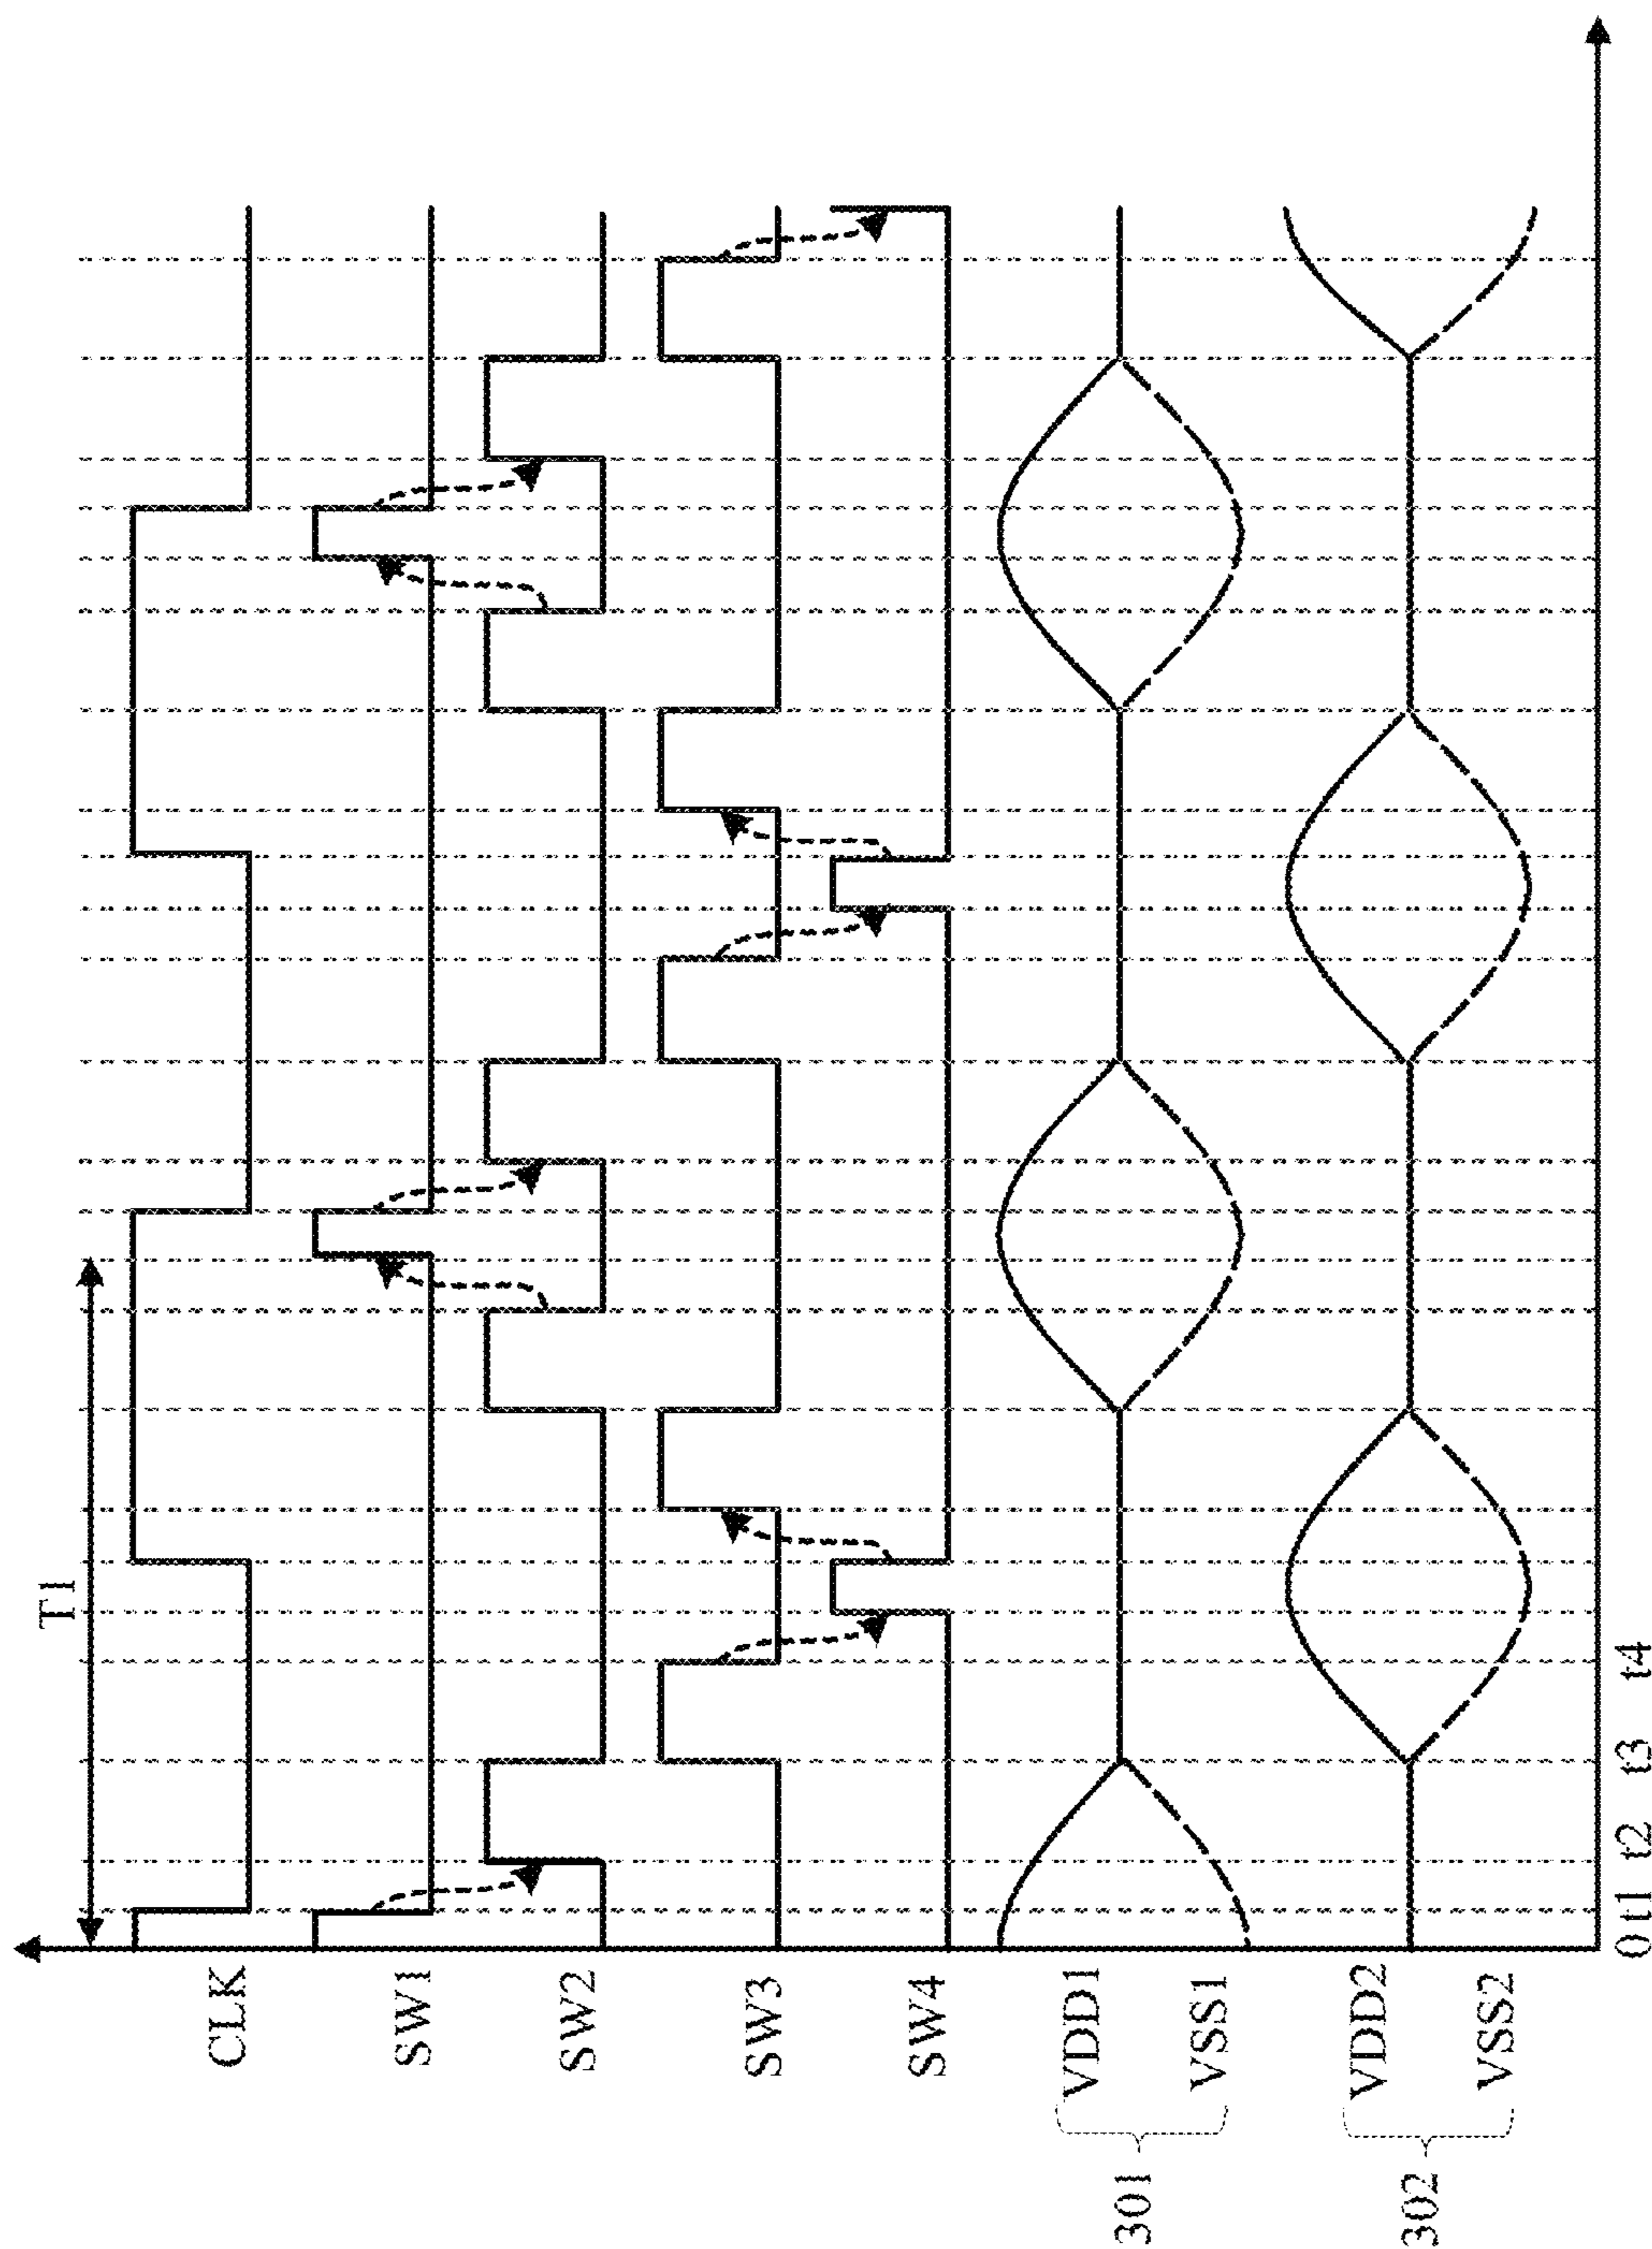 T1
CLK
SW1
SW2
SW3
SW4
301
VDD1
VSS1
302
VDD2
VSS2
0 t1 t2 t3 t4